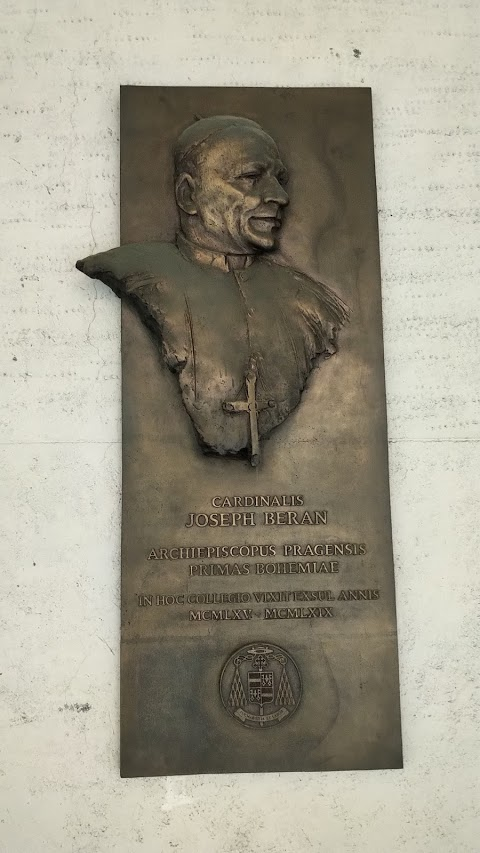 CARDINALIS
JOSEPH BERAN
ARCHIEPISCOPUS PRAGENSIS
PRIMAS BOHEMIAE
IN HOC COLLEGIO VIXIT EXSUL ANNIS
MCMLXV - MCMLXIX